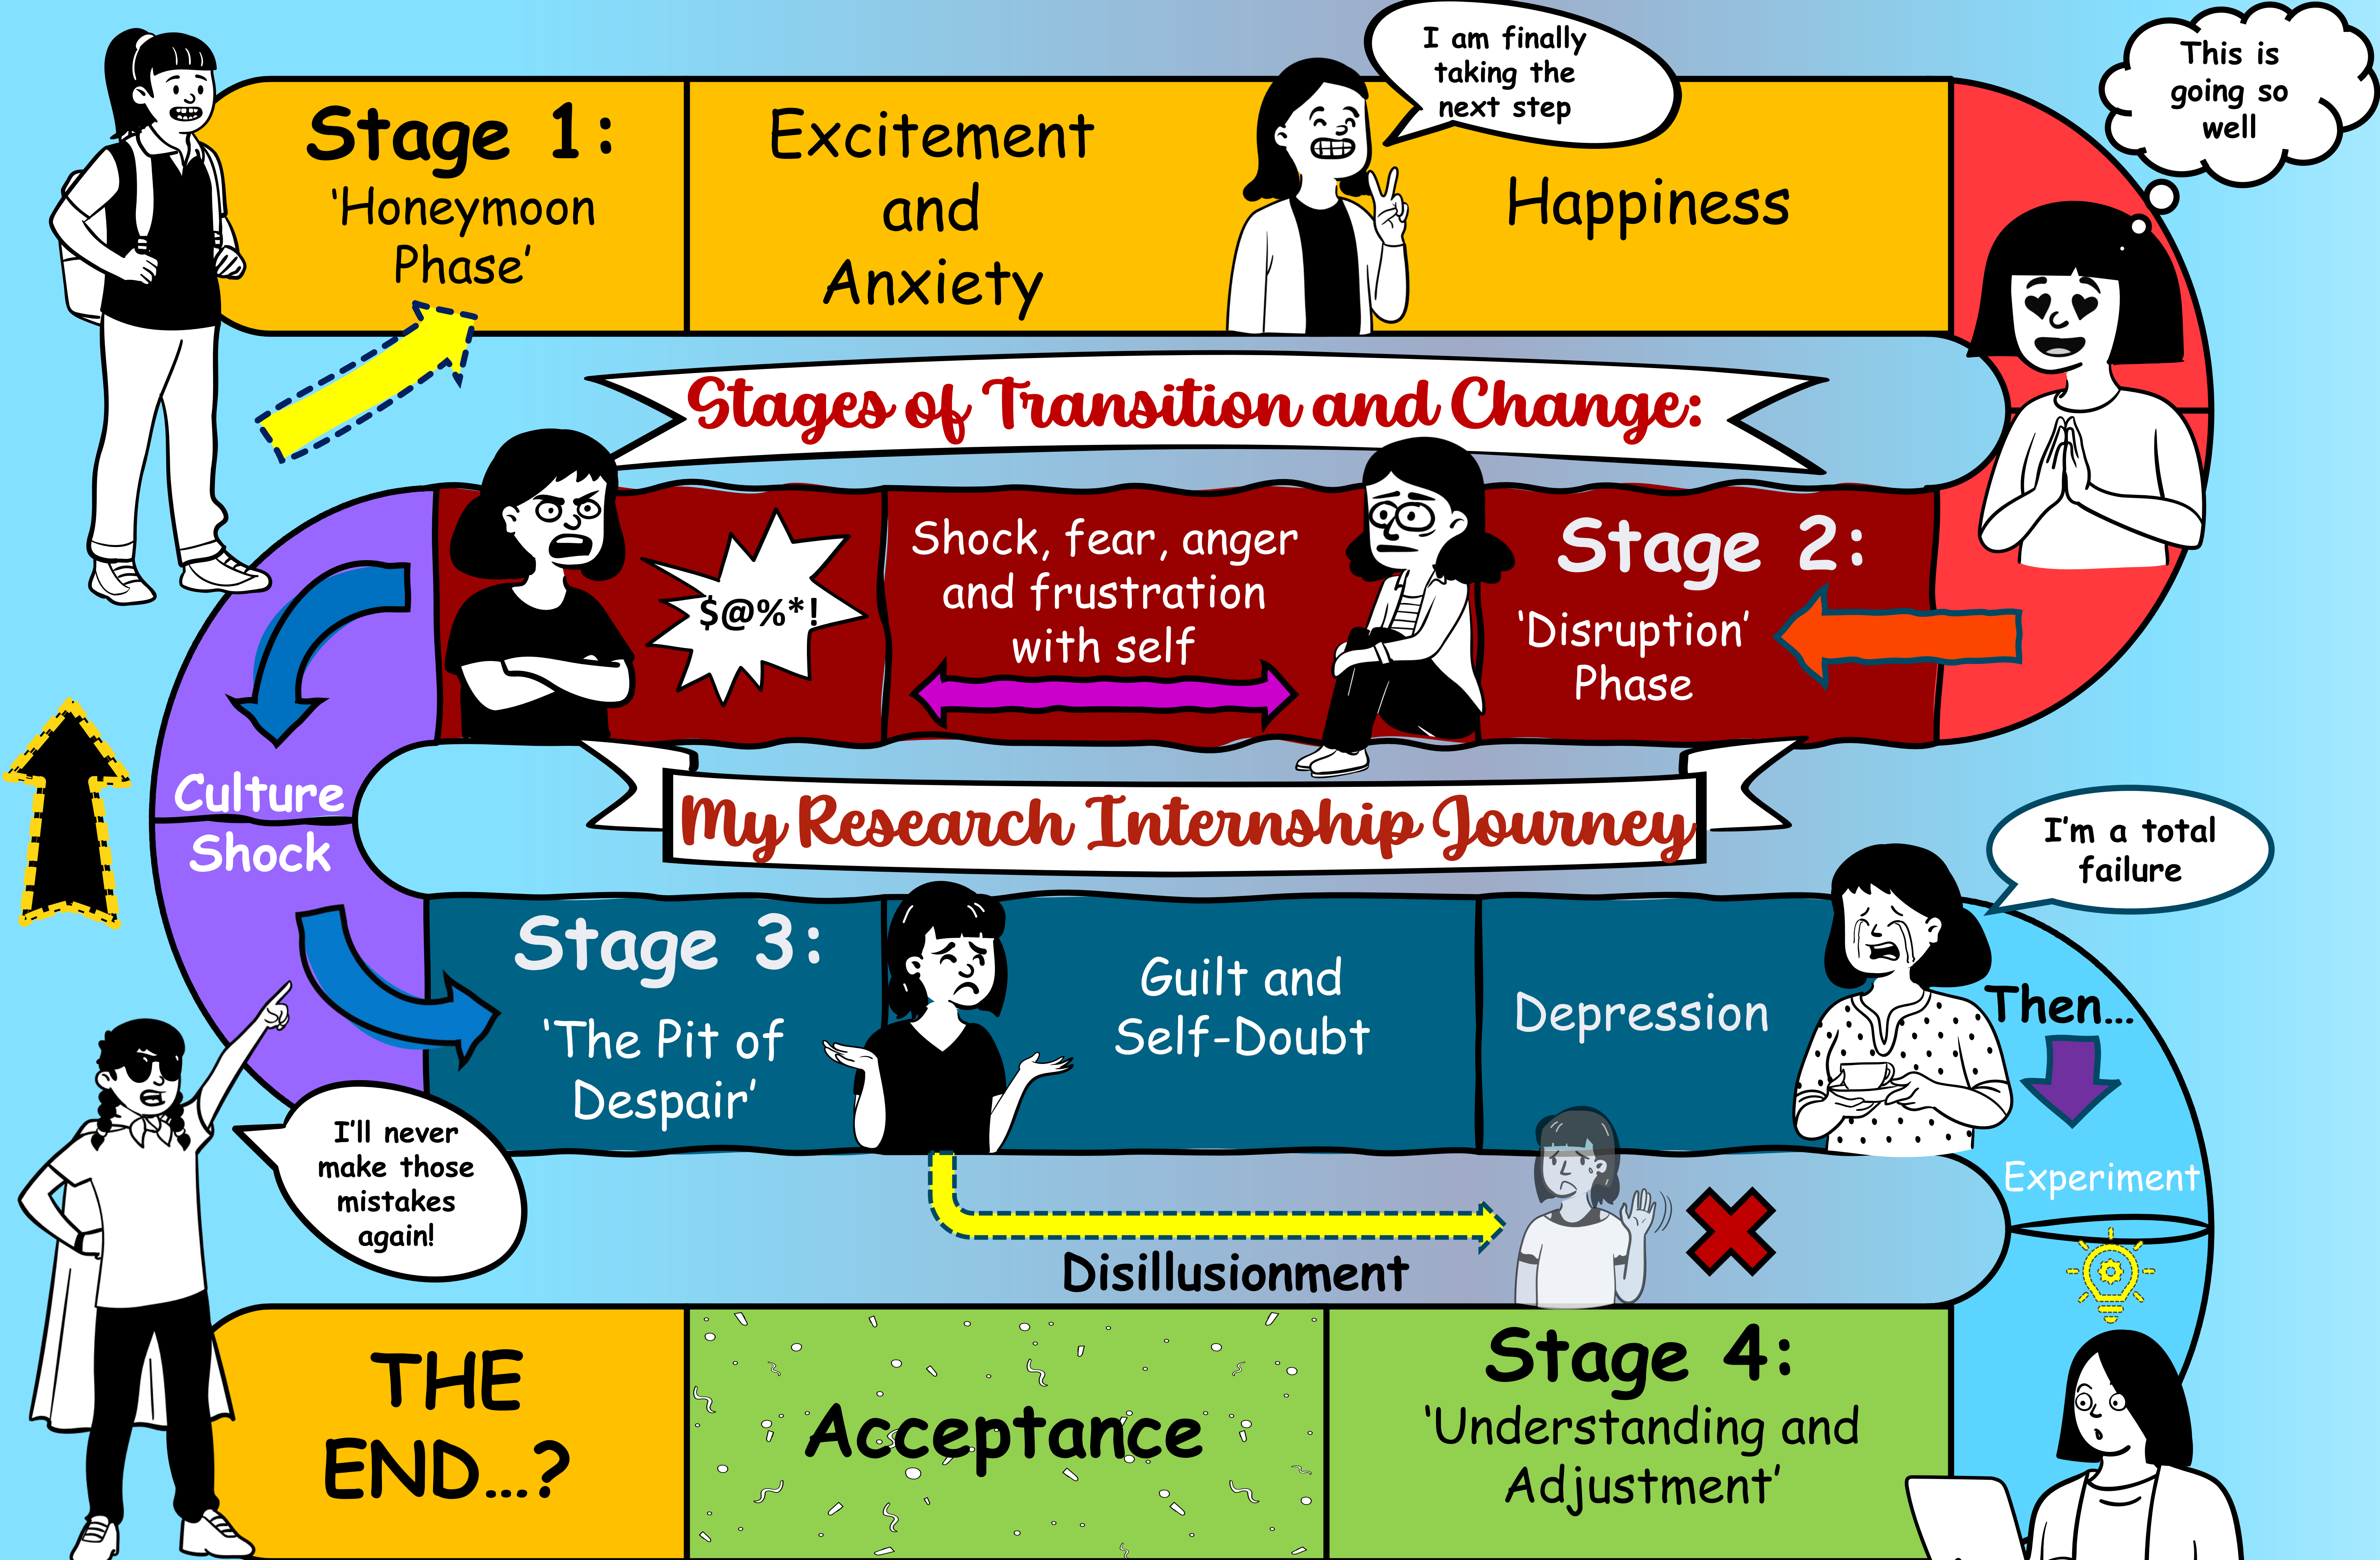 I am finally
taking the
next step
This is
going so
well
Stage 1:
'Honeymoon
Phase'
Excitement
and
Anxiety
Happiness
Stages of Transition and Change:
Stage 2:
'Disruption'
Phase
Shock, fear, anger
and frustration
with self
$@%*!
Culture
Shock
My Research Internship Journey
Stage 3:
'The Pit of
Despair'
Guilt and
Self-Doubt
Depression
I'm a total
failure
Then...
Experiment
Disillusionment
I'll never
make those
mistakes
again!
Stage 4:
'Understanding and
Adjustment'
Acceptance
THE
END...?